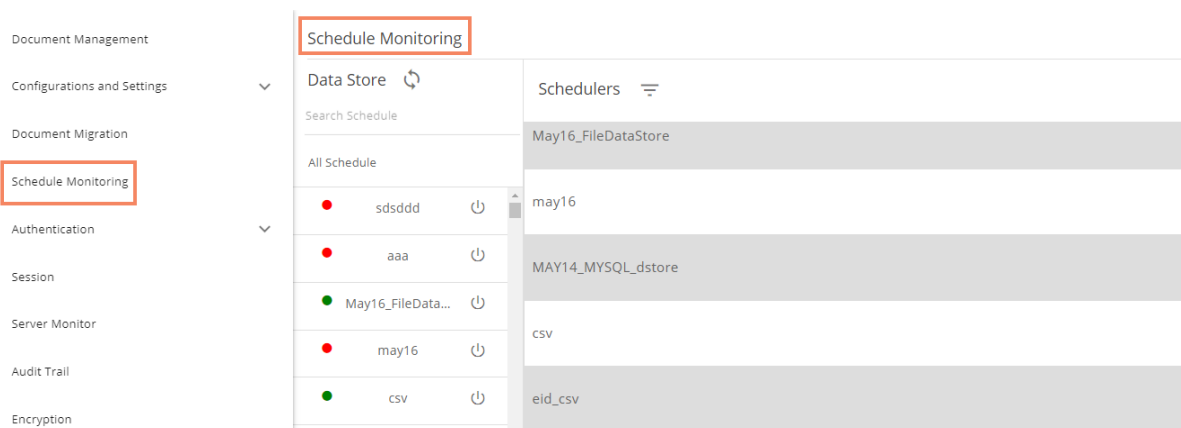 Document Management
Configurations and Settings
Document Migration
Schedule Monitoring
Authentication
Session
Server Monitor
Audit Trail
Encryption
Schedule Monitoring
Data Store
Search Schedule
All Schedule
sdsddd
aaa
May16_FileData...
may16
csv
Schedulers
May16_FileDataStore
may16
MAY14_MYSQL_dstore
csv
eid_csv